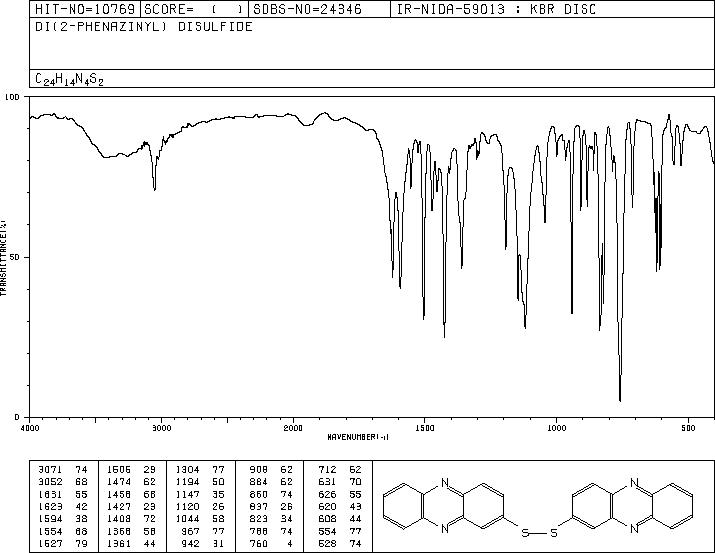 HIT-NO=10769 SCORE= ( ) SDBS-NO=24346 IR-NIDA-59013 : KBR DISC
DI(2-PHENAZINYL) DISULFIDE
C24H14N4S2
100
50
0
TRANSMITTANCE(%)
4000 3000 2000 1500 1000 500
WAVENUMBER(-1)
3071 74 1506 29 1304 77 908 62 712 62
3052 68 1474 62 1194 50 884 62 631 70
1631 55 1458 66 1147 35 860 74 626 55
1623 42 1427 23 1120 26 837 26 620 43
1594 38 1408 72 1044 58 823 34 608 44
1554 66 1368 58 967 77 788 74 554 77
1527 79 1361 44 942 31 760 4 528 74
N N
N N
S S